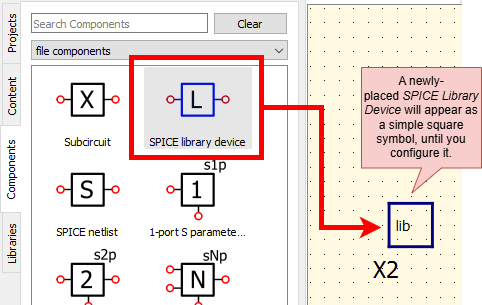 Projects
Content
Components
Libraries
Search Components
Clear
file components
X
Subcircuit
L
SPICE library device
S
SPICE netlist
s1p
1
1-port S paramete...
s2p
2
sNp
N
A newly-
placed SPICE Library
Device will appear as
a simple square
symbol, until you
configure it.
lib
X2